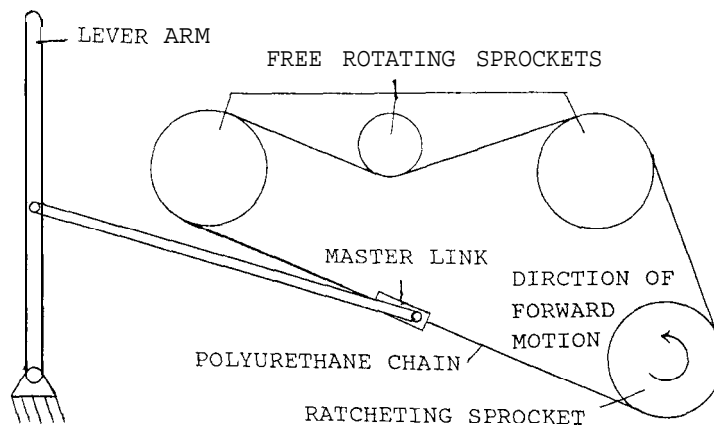 LEVER ARM
FREE ROTATING SPROCKETS
MASTER LINK
DIRCTION OF
FORWARD
MOTION
POLYURETHANE CHAIN
RATCHETING SPROCKET